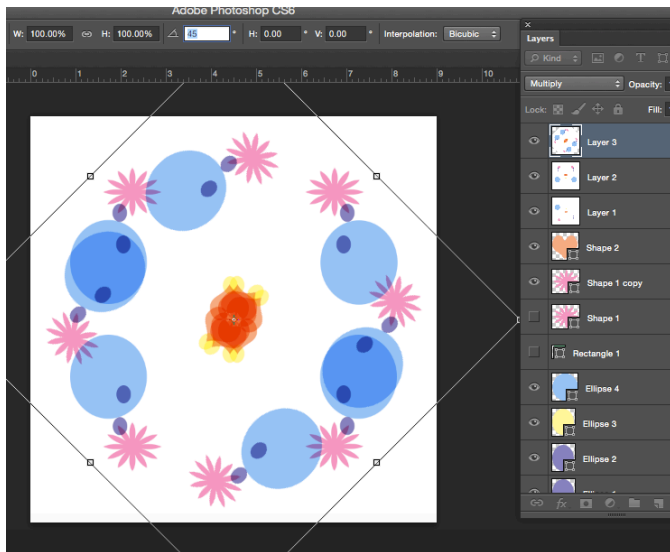 Adobe Photoshop CS6
W: 100.00% H: 100.00% 45 ° H: 0.00 ° V: 0.00 ° Interpolation: Bicubic
0 1 2 3 4 5 6 7 8 9 10
Layers
Kind T
Multiply Opacity:
Lock: Fill:
Layer 3
Layer 2
Layer 1
Shape 2
Shape 1 copy
Shape 1
Rectangle 1
Ellipse 4
Ellipse 3
Ellipse 2
fx